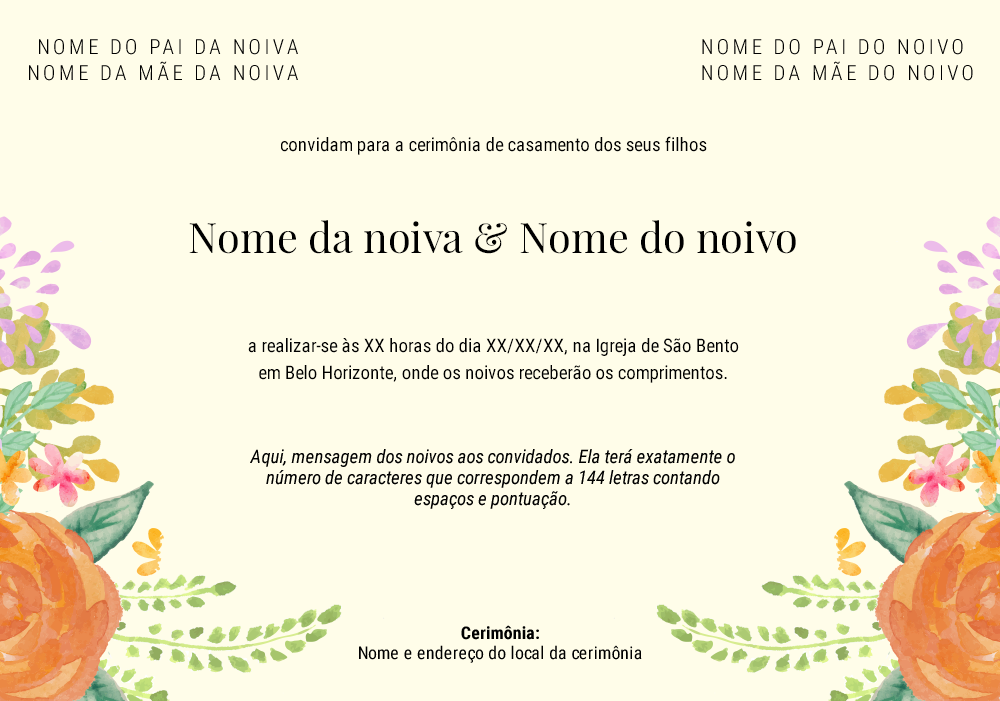 NOME DO PAI DA NOIVA
NOME DA MÃE DA NOIVA
NOME DO PAI DO NOIVO
NOME DA MÃE DO NOIVO
convidam para a cerimônia de casamento dos seus filhos
Nome da noiva & Nome do noivo
a realizar-se às XX horas do dia XX/XX/XX, na Igreja de São Bento
em Belo Horizonte, onde os noivos receberão os comprimentos.
Aqui, mensagem dos noivos aos convidados. Ela terá exatamente o
número de caracteres que correspondem a 144 letras contando
espaços e pontuação.
Cerimônia:
Nome e endereço do local da cerimônia